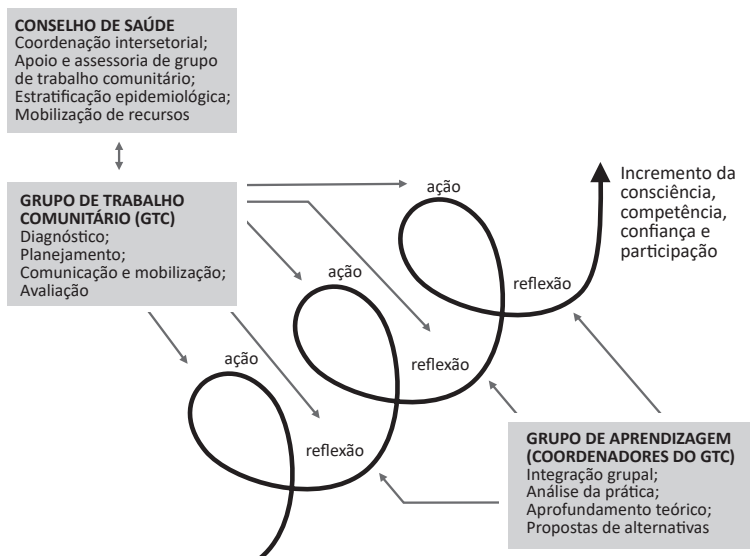 CONSELHO DE SAÚDE
Coordenação intersetorial;
Apoio e assessoria de grupo
de trabalho comunitário;
Estratificação epidemiológica;
Mobilização de recursos
GRUPO DE TRABALHO
COMUNITÁRIO (GTC)
Diagnóstico;
Planejamento;
Comunicação e mobilização;
Avaliação
ação
reflexão
ação
reflexão
ação
reflexão
Incremento da
consciência,
competência,
confiança e
participação
GRUPO DE APRENDIZAGEM
(COORDENADORES DO GTC)
Integração grupal;
Análise da prática;
Aprofundamento teórico;
Propostas de alternativas